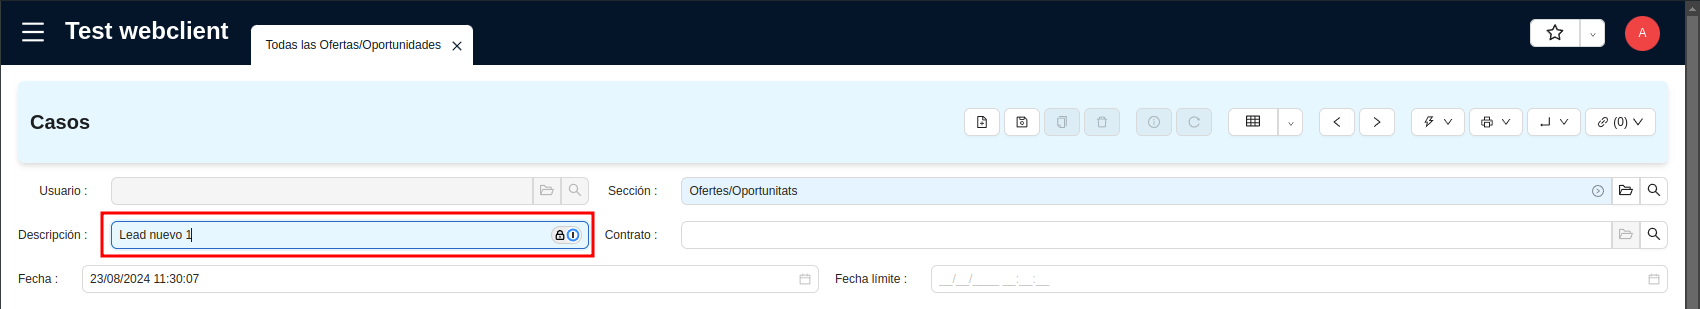 Test webclient
Todas las Ofertas/Oportunidades
A
Casos
(0)
Usuario :
Sección :
Ofertes/Oportunitats
Descripción :
Lead nuevo 1
Contrato :
Fecha :
23/08/2024 11:30:07
Fecha límite :
__/__/____ __:__:__